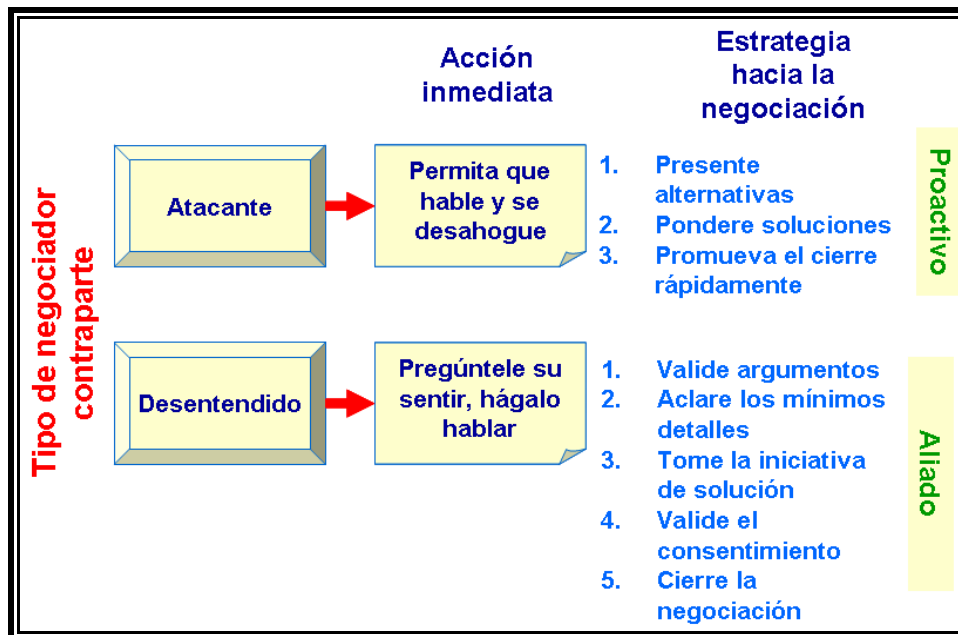 Acción
inmediata
Estrategia
hacia la
negociación
Tipo de negociador
contraparte
Atacante
Permita que
hable y se
desahogue
1. Presente
alternativas
2. Pondere soluciones
3. Promueva el cierre
rápidamente
Proactivo
Desentendido
Pregúntele su
sentir, hágalo
hablar
1. Valide argumentos
2. Aclare los mínimos
detalles
3. Tome la iniciativa
de solución
4. Valide el
consentimiento
5. Cierre la
negociación
Aliado